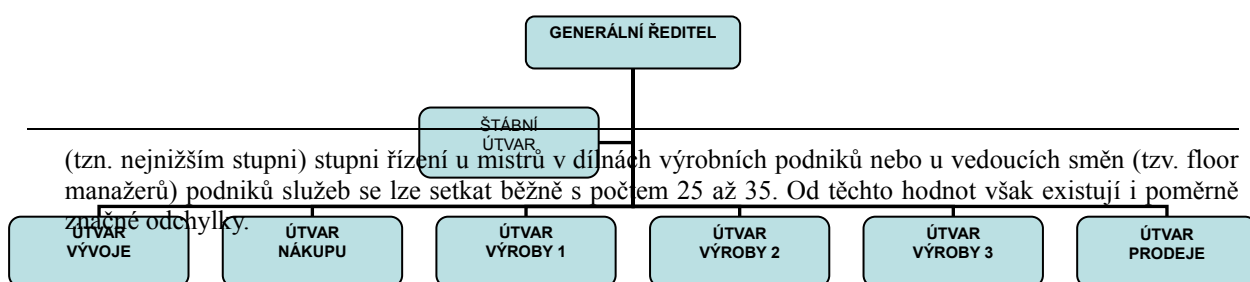 GENERÁLNÍ ŘEDITEL
ŠTÁBNÍ
ÚTVAR
(tzn. nejnižším stupni) stupni řízení u mistrů v dílnách výrobních podniků nebo u vedoucích směn (tzv. floor
manažerů) podniků služeb se lze setkat běžně s počtem 25 až 35. Od těchto hodnot však existují i poměrně
značné odchylky.
ÚTVAR
VÝVOJE
ÚTVAR
NÁKUPU
ÚTVAR
VÝROBY 1
ÚTVAR
VÝROBY 2
ÚTVAR
VÝROBY 3
ÚTVAR
PRODEJE